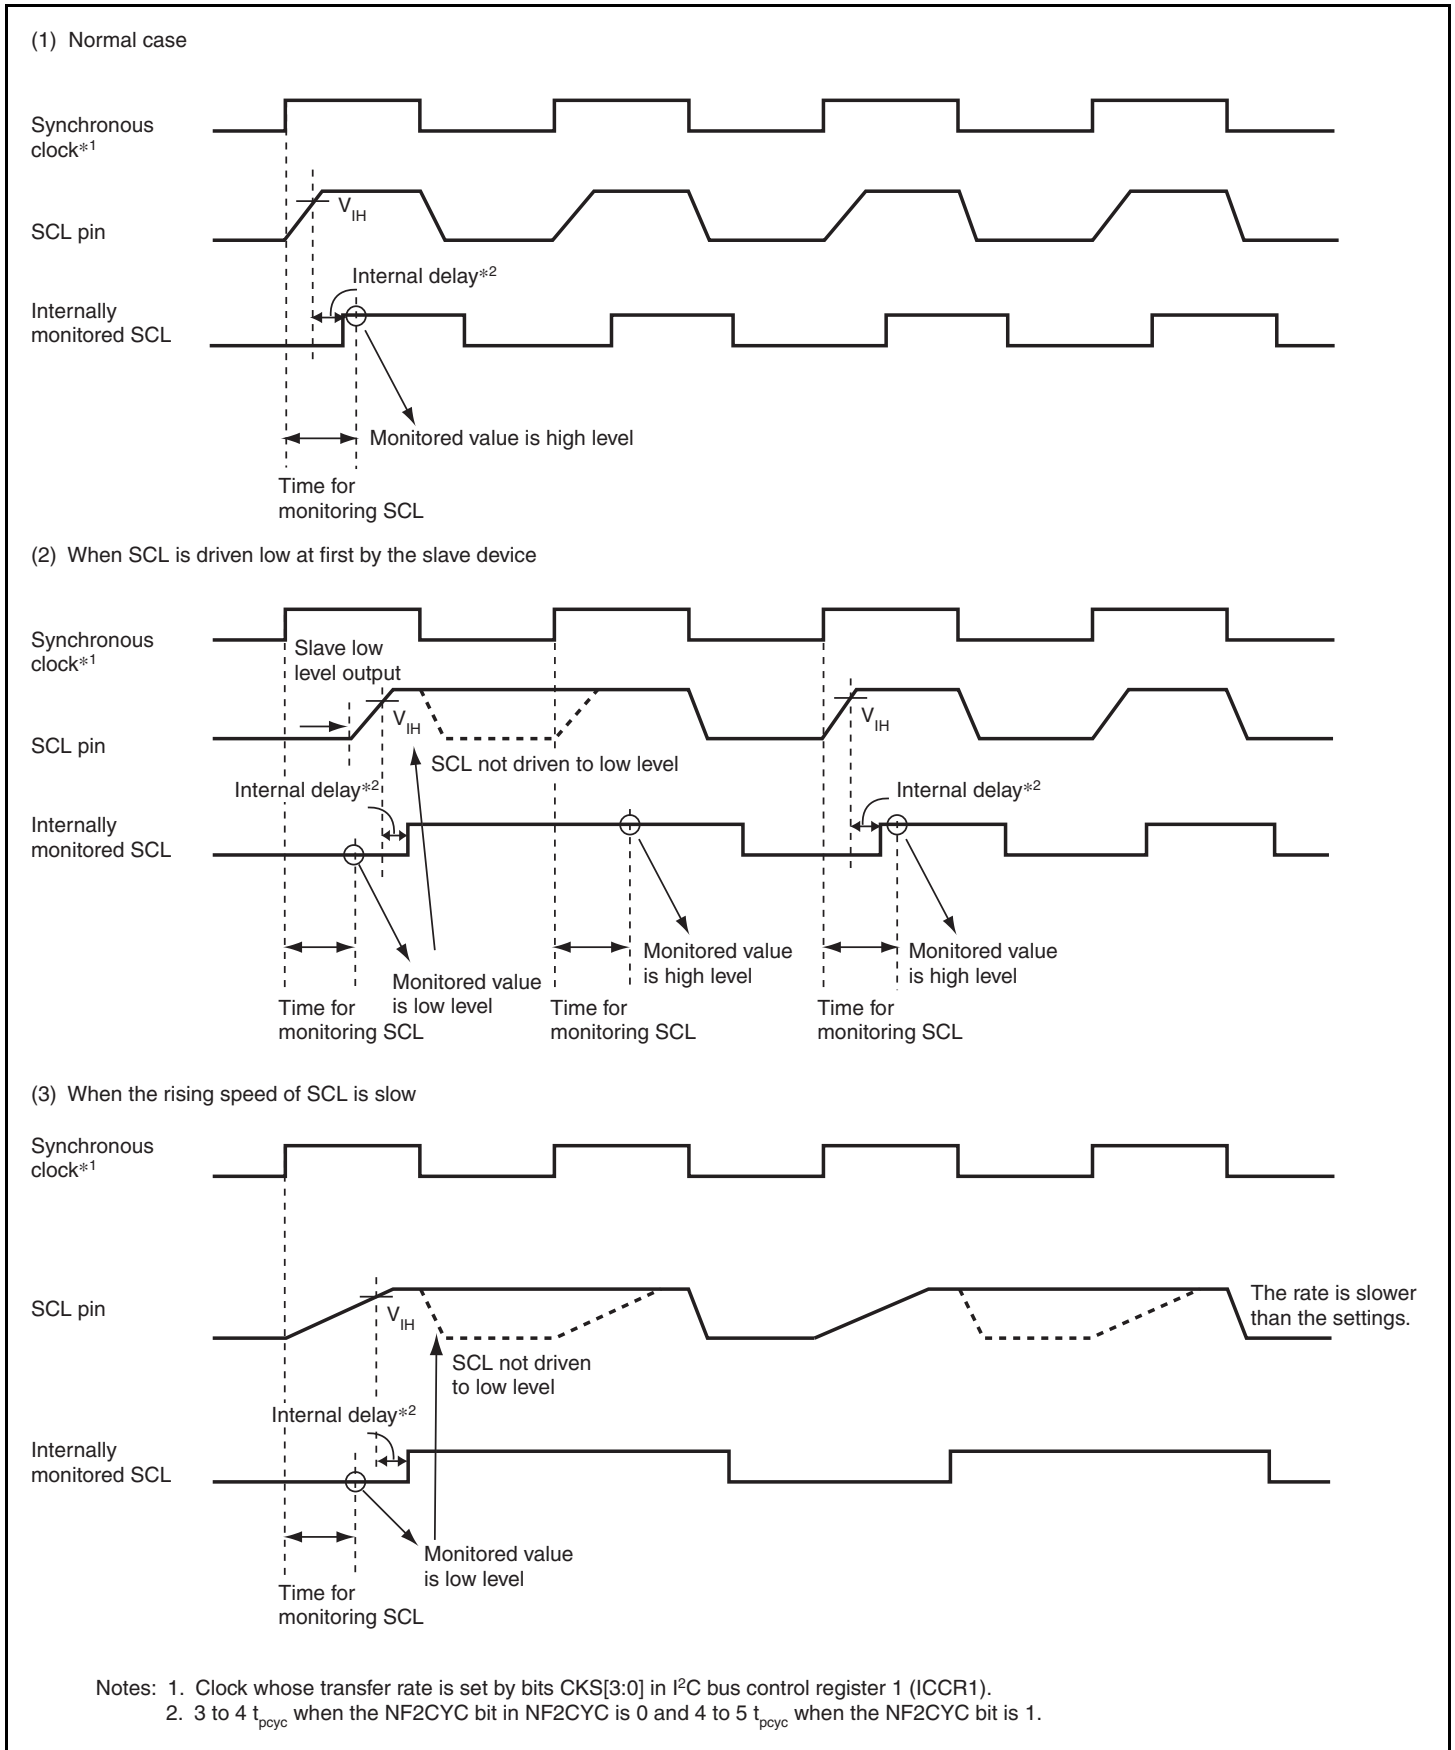 (1) Normal case
Synchronous
clock*1
SCL pin
VIH
Internal delay*2
Internally
monitored SCL
Monitored value is high level
Time for
monitoring SCL
(2) When SCL is driven low at first by the slave device
Synchronous
clock*1
Slave low
level output
SCL pin
VIH
VIH
SCL not driven to low level
Internal delay*2
Internal delay*2
Internally
monitored SCL
Monitored value
is low level
Monitored value
is high level
Monitored value
is high level
Time for
monitoring SCL
Time for
monitoring SCL
Time for
monitoring SCL
(3) When the rising speed of SCL is slow
Synchronous
clock*1
SCL pin
VIH
The rate is slower
than the settings.
SCL not driven
to low level
Internal delay*2
Internally
monitored SCL
Monitored value
is low level
Time for
monitoring SCL
Notes: 1. Clock whose transfer rate is set by bits CKS[3:0] in I²C bus control register 1 (ICCR1).
2. 3 to 4 tpcyc when the NF2CYC bit in NF2CYC is 0 and 4 to 5 tpcyc when the NF2CYC bit is 1.